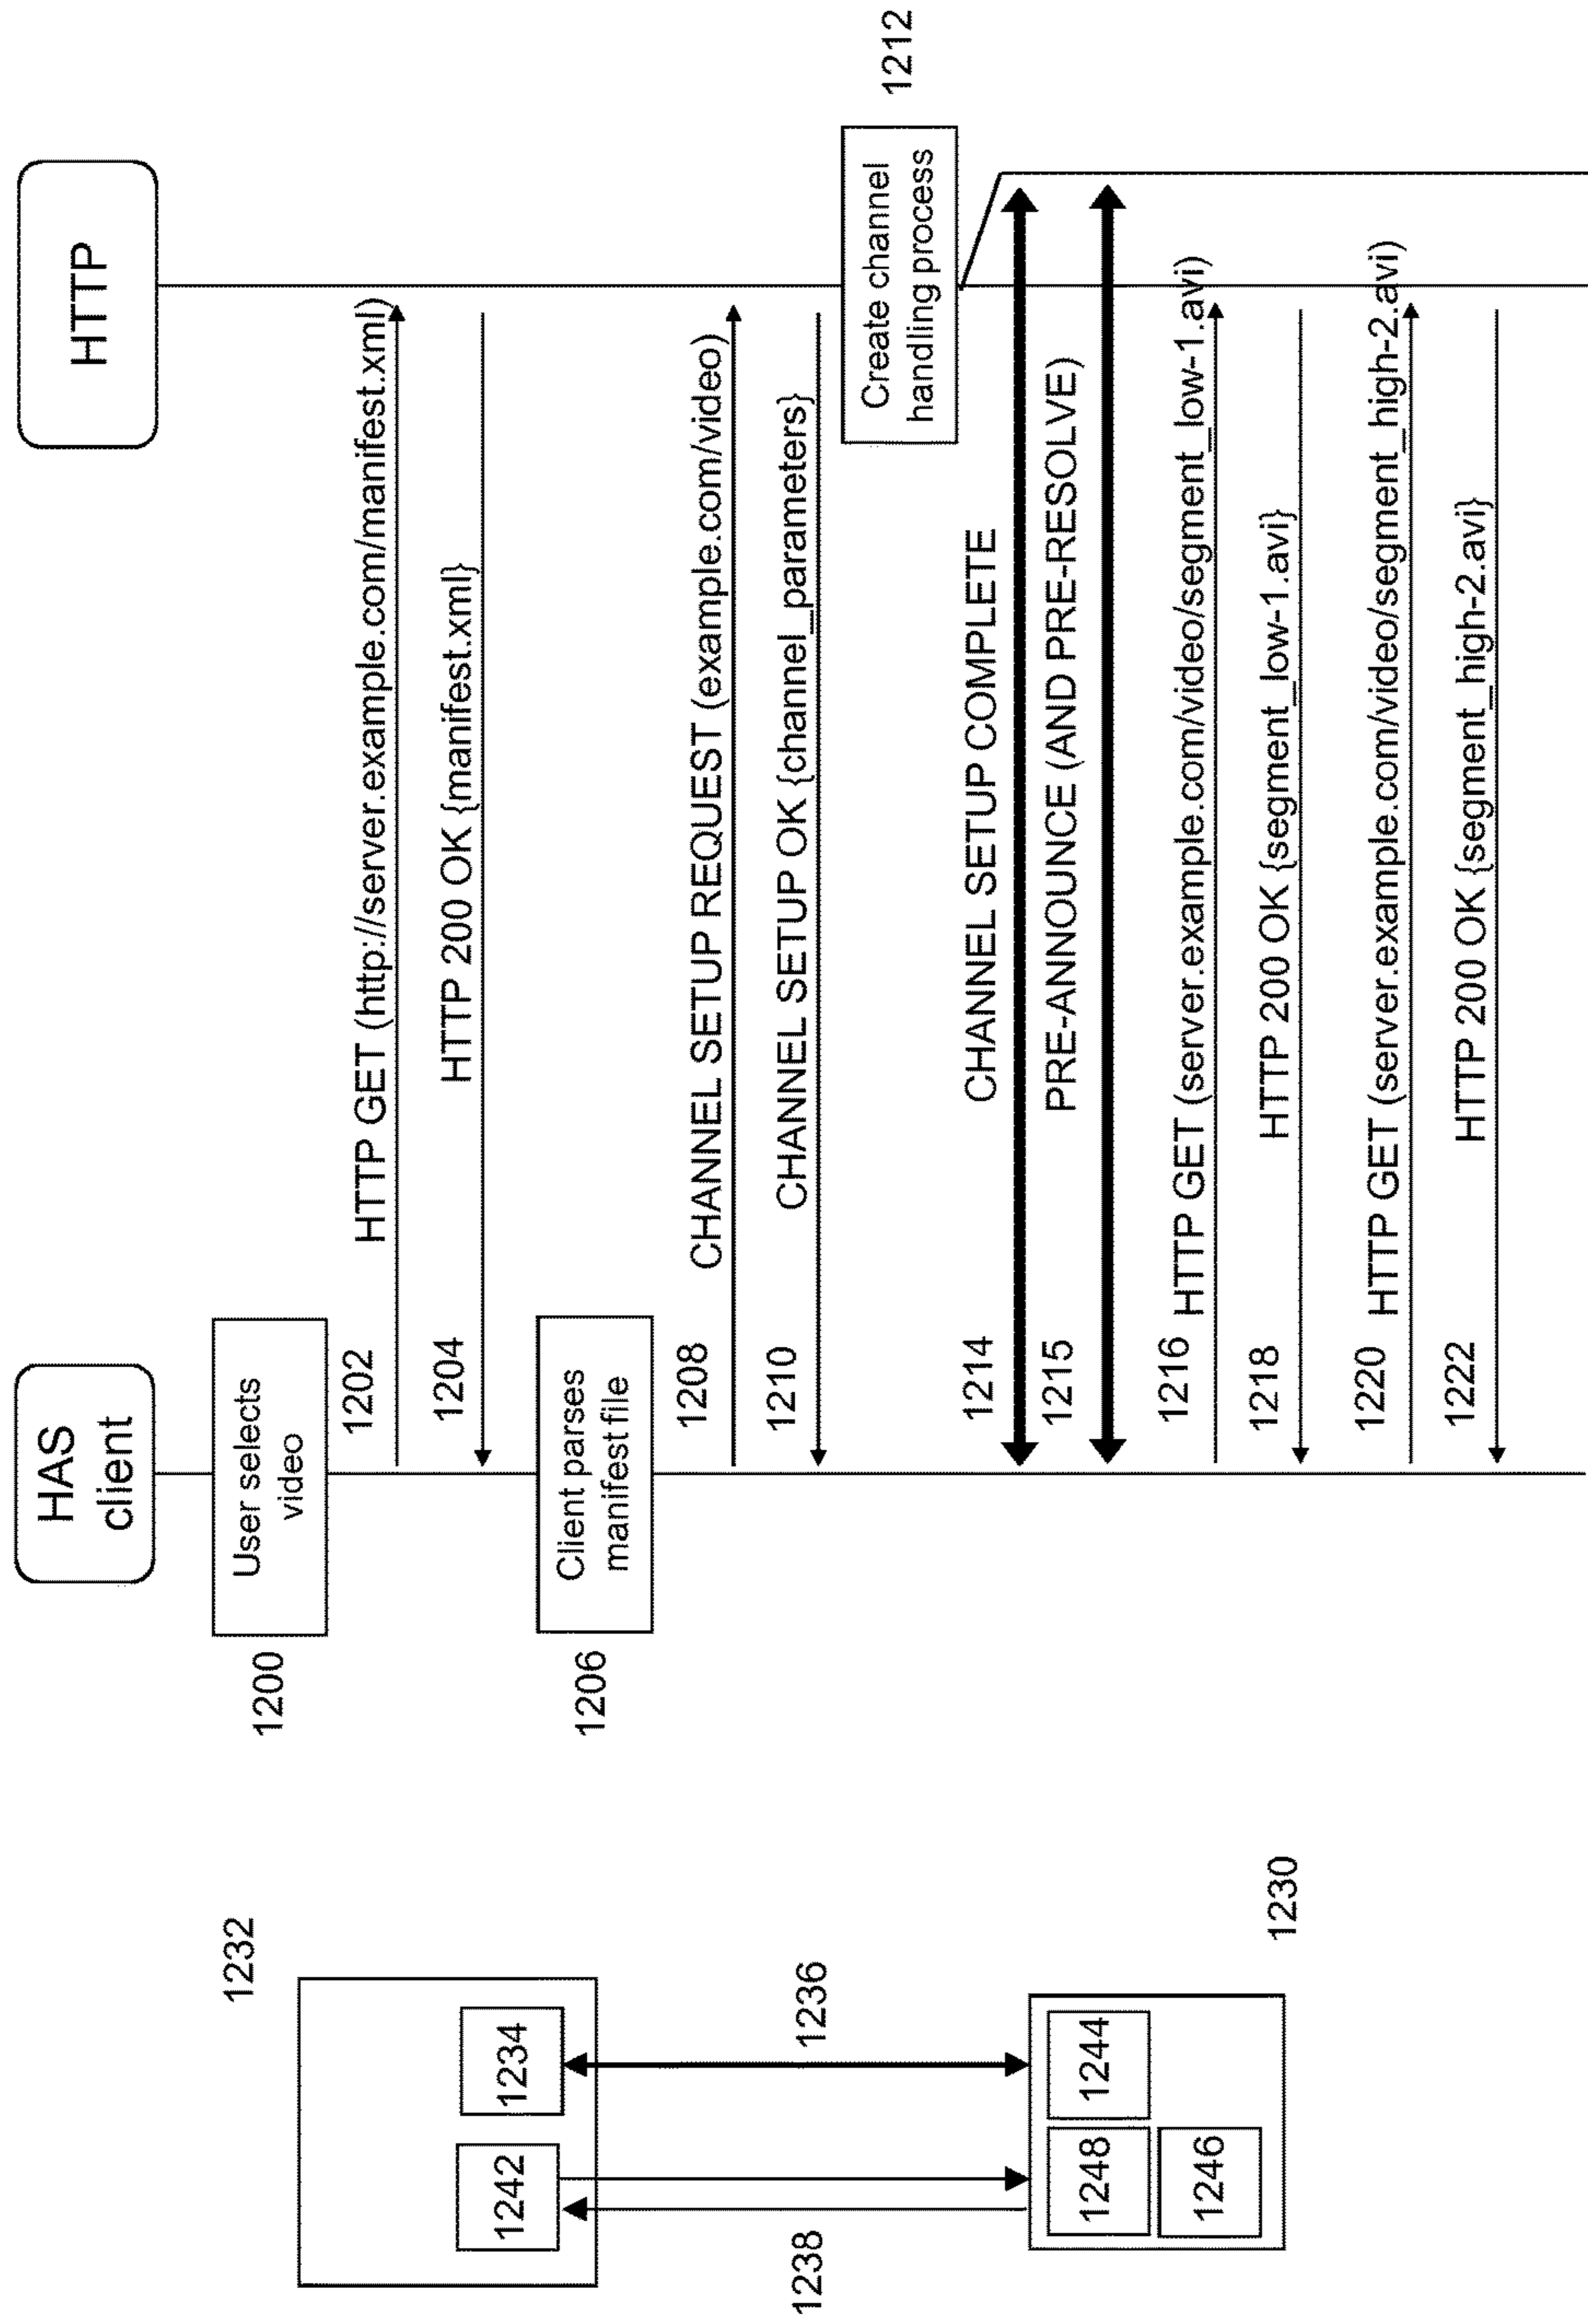 HAS
client
HTTP
User selects
video
1200
1202
HTTP GET (http://server.example.com/manifest.xml)
1204
HTTP 200 OK {manifest.xml}
Client parses
manifest file
1206
1208
CHANNEL SETUP REQUEST (example.com/video)
1210
CHANNEL SETUP OK {channel_parameters}
Create channel
handling process
1212
1214
CHANNEL SETUP COMPLETE
1215
PRE-ANNOUNCE (AND PRE-RESOLVE)
1216
HTTP GET (server.example.com/video/segment_low-1.avi)
1218
HTTP 200 OK {segment_low-1.avi}
1220
HTTP GET (server.example.com/video/segment_high-2.avi)
1222
HTTP 200 OK {segment_high-2.avi}
1232
1242
1234
1238
1236
1248
1244
1246
1230